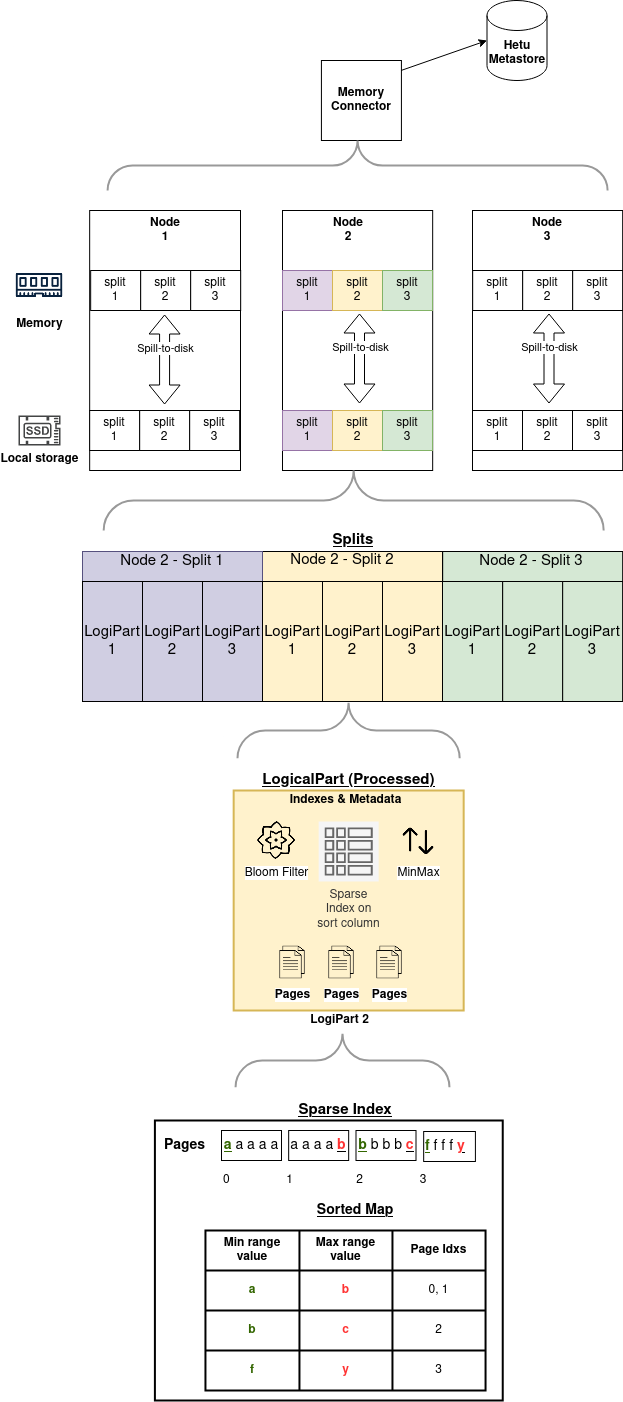 Hetu
Metastore
Memory
Connector
Node
1
Node
2
Node
3
split
1
split
2
split
3
split
1
split
2
split
3
split
1
split
2
split
3
Memory
Spill-to-disk
Spill-to-disk
Spill-to-disk
SSD
Local storage
split
1
split
2
split
3
split
1
split
2
split
3
split
1
split
2
split
3
Splits
Node 2 - Split 1
Node 2 - Split 2
Node 2 - Split 3
LogiPart
1
LogiPart
2
LogiPart
3
LogiPart
1
LogiPart
2
LogiPart
3
LogiPart
1
LogiPart
2
LogiPart
3
LogicalPart (Processed)
Indexes & Metadata
Bloom Filter
Sparse
Index on
sort column
MinMax
Pages
Pages
Pages
LogiPart 2
Sparse Index
Pages
a a a a a
a a a a b
b b b b c
f f f f y
0
1
2
3
Sorted Map
Min range
value
Max range
value
Page Idxs
a
b
0, 1
b
c
2
f
y
3